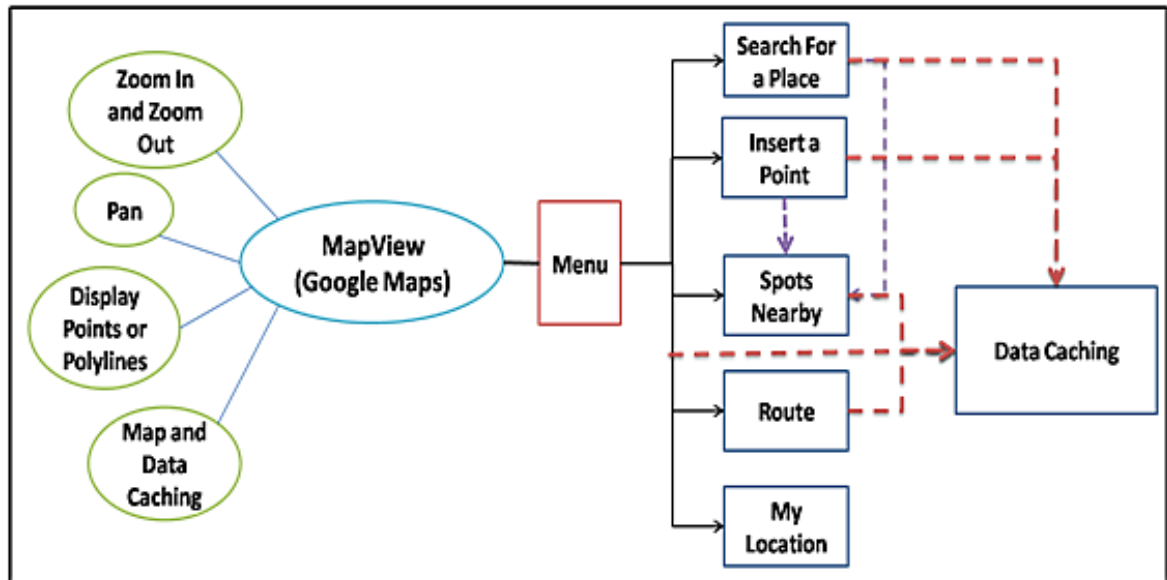 Zoom In
and Zoom
Out
Pan
Display
Points or
Polylines
Map and
Data
Caching
MapView
(Google Maps)
Menu
Search For
a Place
Insert a
Point
Spots
Nearby
Route
My
Location
Data Caching